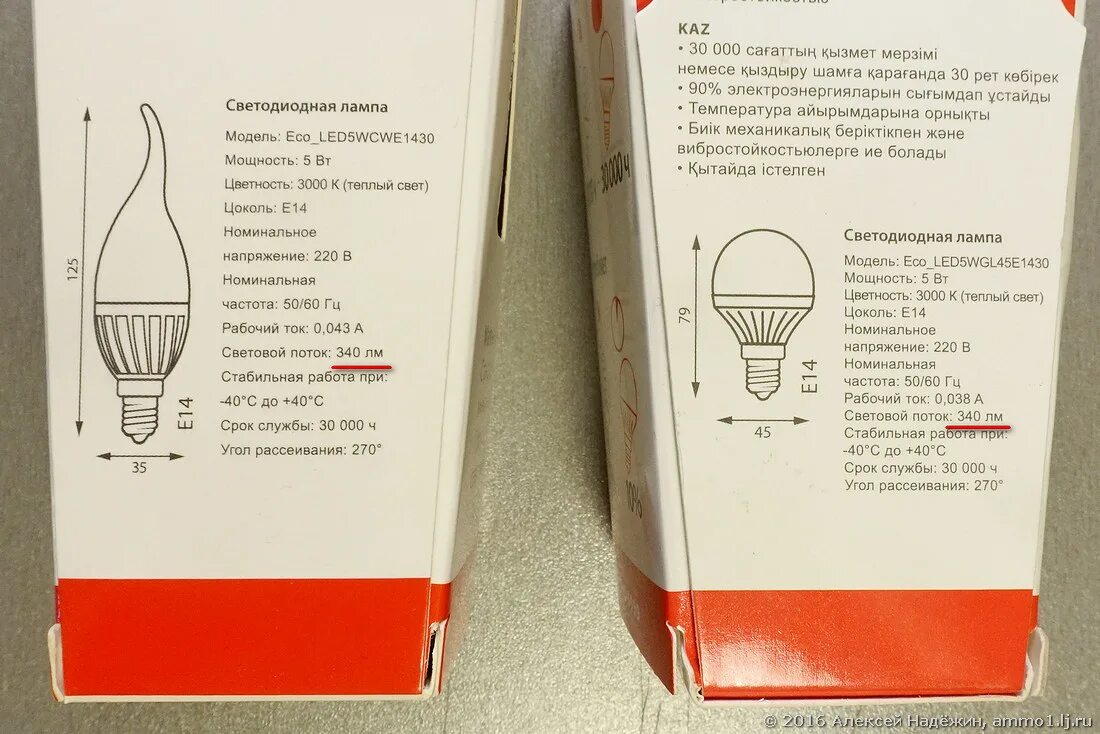 Светодиодная лампа
Модель: Eco_LED5WCWE1430
Мощность: 5 Вт
Цветность: 3000 К (теплый свет)
Цоколь: E14
Номинальное
напряжение: 220 В
Номинальная
частота: 50/60 Гц
Рабочий ток: 0,043 А
Световой поток: 340 лм
Стабильная работа при:
-40°C до +40°C
Срок службы: 30 000 ч
Угол рассеивания: 270°
125
E14
35
KAZ
• 30 000 сағаттың қызмет мерзімі
немесе қыздыру шамға қарағанда 30 рет көбірек
• 90% электроэнергияларын сығымдап ұстайды
• Температура айырымдарына орнықты
• Биік механикалық беріктікпен және
вибростойкостьюлерге ие болады
• Қытайда істелген
30 000 ч
Светодиодная лампа
Модель: Eco_LED5WGL45E1430
Мощность: 5 Вт
Цветность: 3000 К (теплый свет)
Цоколь: E14
Номинальное
напряжение: 220 В
Номинальная
частота: 50/60 Гц
Рабочий ток: 0,038 А
Световой поток: 340 лм
Стабильная работа при:
-40°C до +40°C
Срок службы: 30 000 ч
Угол рассеивания: 270°
79
E14
45
10%
© 2016 Алексей Надёжин, ammo1.lj.ru